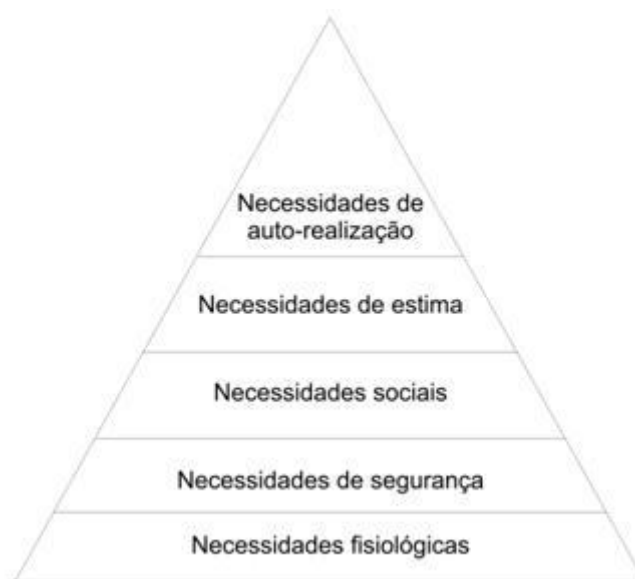 Necessidades de
auto-realização
Necessidades de estima
Necessidades sociais
Necessidades de segurança
Necessidades fisiológicas